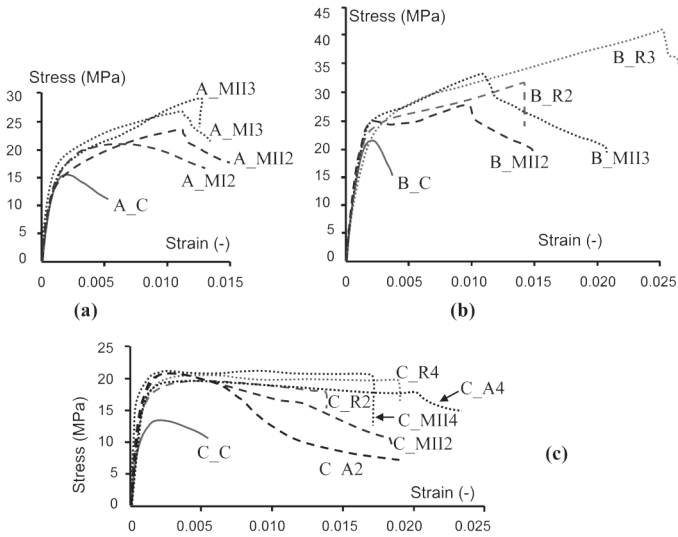 Stress (MPa)
30
25
20
15
10
5
0
A_MII3
A_MI3
A_MII2
A_MI2
A_C
Strain (-)
0
0.005
0.010
0.015
(a)
Stress (MPa)
45
40
35
30
25
20
15
10
5
0
B_R3
B_R2
B_MII2
B_MII3
B_C
Strain (-)
0
0.005
0.010
0.015
0.020
0.025
(b)
Stress (MPa)
25
20
15
10
5
0
C_R4
C_A4
C_R2
C_MII4
C_MII2
C_C
C_A2
Strain (-)
0
0.005
0.010
0.015
0.020
0.025
(c)